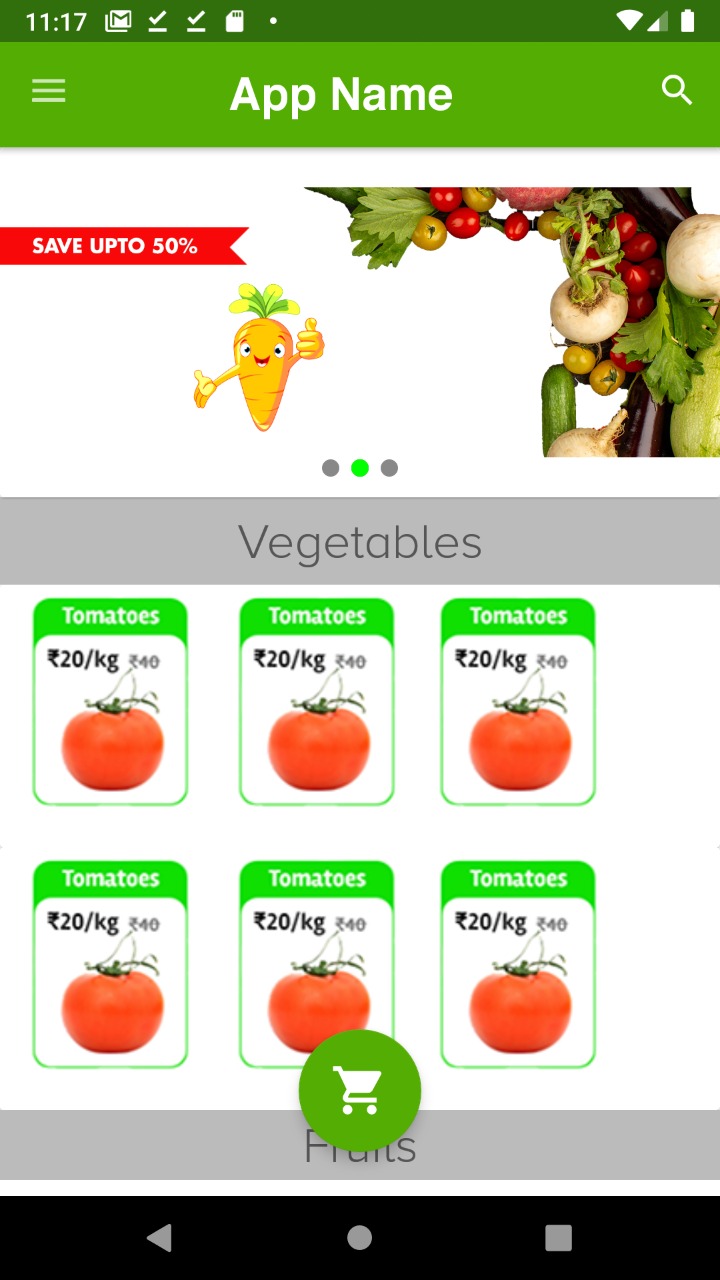 11:17
App Name
SAVE UPTO 50%
Vegetables
Tomatoes Tomatoes Tomatoes
₹20/kg ₹40 ₹20/kg ₹40 ₹20/kg ₹40
Tomatoes Tomatoes Tomatoes
₹20/kg ₹40 ₹20/kg ₹40 ₹20/kg ₹40
Fruits